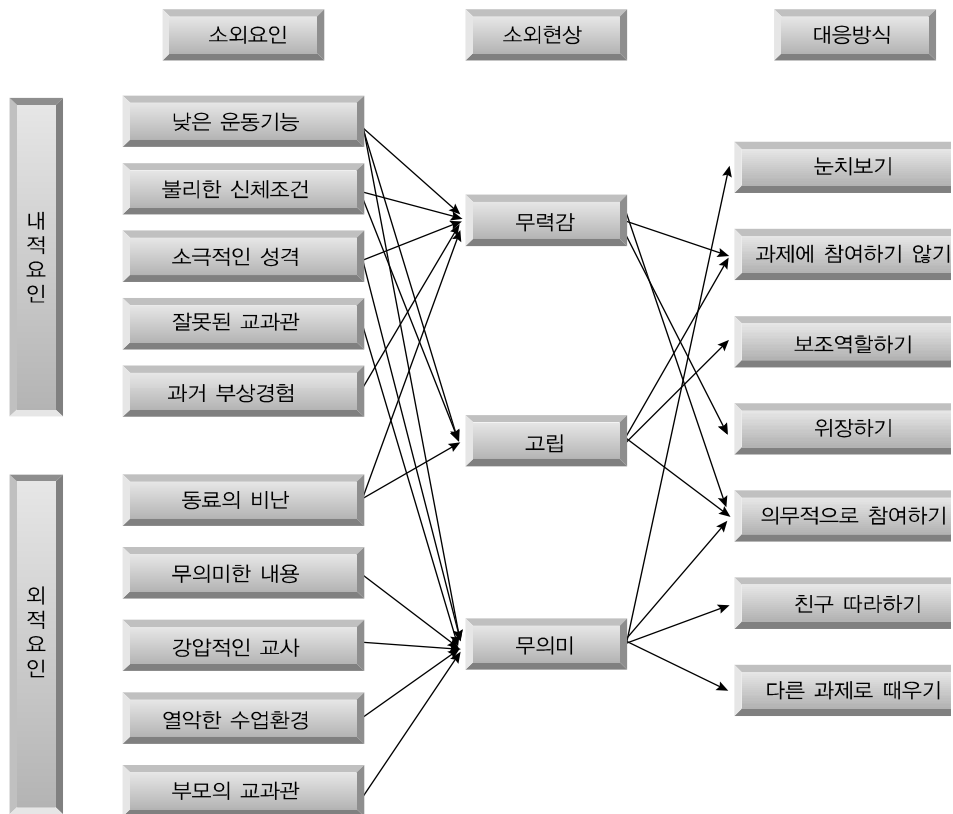 소외요인
소외현상
대응방식
내적요인
낮은 운동기능
불리한 신체조건
소극적인 성격
잘못된 교과관
과거 부상경험
외적요인
동료의 비난
무의미한 내용
강압적인 교사
열악한 수업환경
부모의 교과관
무력감
고립
무의미
눈치보기
과제에 참여하기 않기
보조역할하기
위장하기
의무적으로 참여하기
친구 따라하기
다른 과제로 때우기